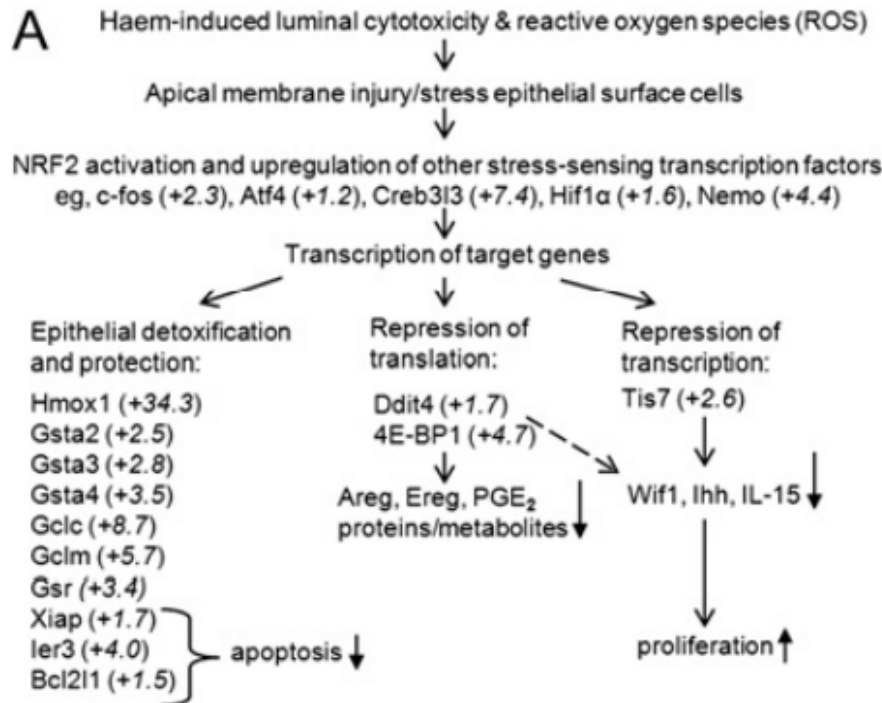 A
Haem-induced luminal cytotoxicity & reactive oxygen species (ROS)
Apical membrane injury/stress epithelial surface cells
NRF2 activation and upregulation of other stress-sensing transcription factors
eg, c-fos (+2.3), Atf4 (+1.2), Creb3l3 (+7.4), Hif1α (+1.6), Nemo (+4.4)
Transcription of target genes
Epithelial detoxification
and protection:
Hmox1 (+34.3)
Gsta2 (+2.5)
Gsta3 (+2.8)
Gsta4 (+3.5)
Gclc (+8.7)
Gclm (+5.7)
Gsr (+3.4)
Xiap (+1.7)
Ier3 (+4.0)
Bcl2l1 (+1.5)
apoptosis
Repression of
translation:
Ddit4 (+1.7)
4E-BP1 (+4.7)
Areg, Ereg, PGE₂
proteins/metabolites
Repression of
transcription:
Tis7 (+2.6)
Wif1, Ihh, IL-15
proliferation